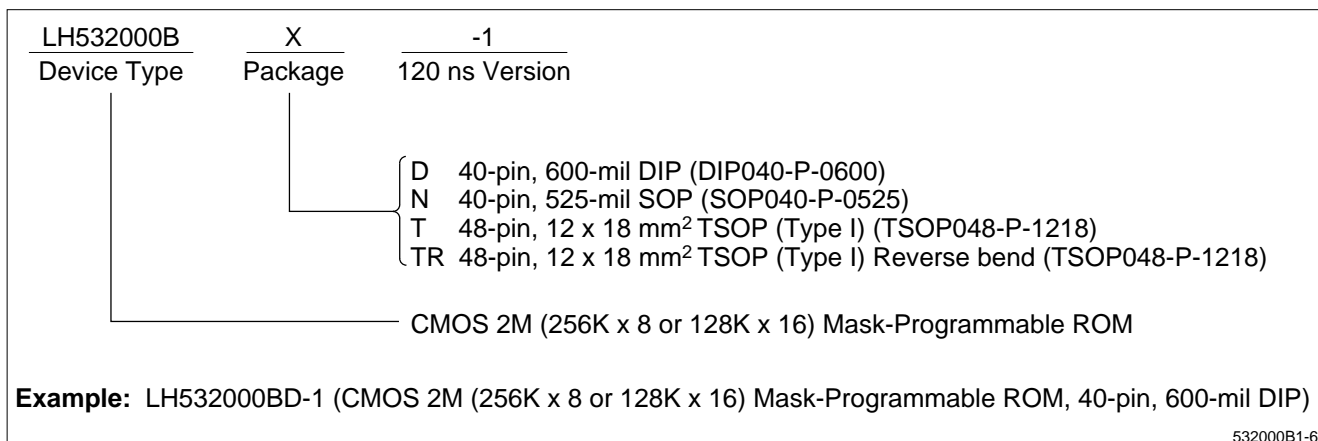 LH532000B X -1
Device Type Package 120 ns Version
D 40-pin, 600-mil DIP (DIP040-P-0600)
N 40-pin, 525-mil SOP (SOP040-P-0525)
T 48-pin, 12 x 18 mm² TSOP (Type I) (TSOP048-P-1218)
TR 48-pin, 12 x 18 mm² TSOP (Type I) Reverse bend (TSOP048-P-1218)
CMOS 2M (256K x 8 or 128K x 16) Mask-Programmable ROM
Example: LH532000BD-1 (CMOS 2M (256K x 8 or 128K x 16) Mask-Programmable ROM, 40-pin, 600-mil DIP)
532000B1-6